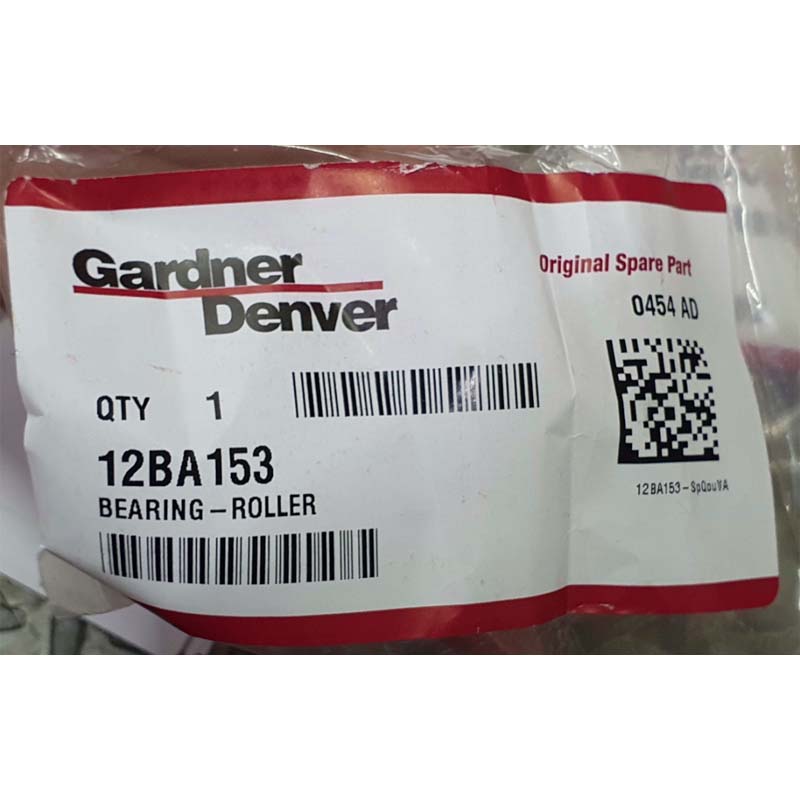 Gardner
Denver
Original Spare Part
0454 AD
QTY 1
12BA153
BEARING-ROLLER